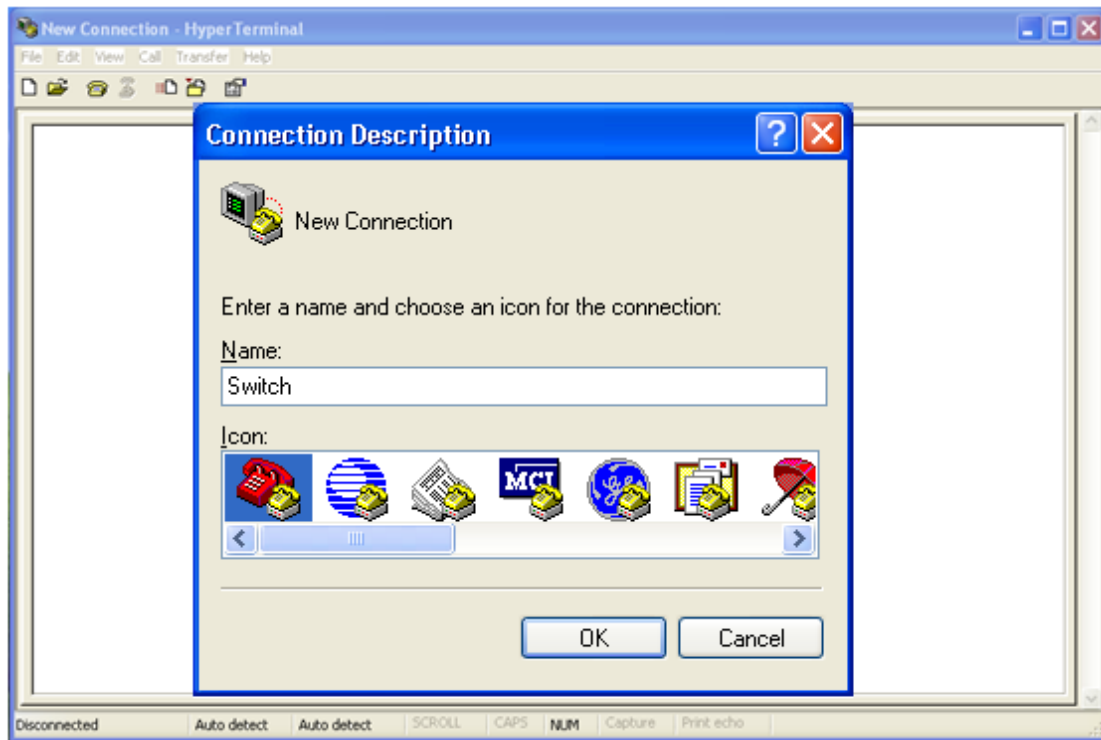 New Connection - HyperTerminal
File Edit View Call Transfer Help
Connection Description
New Connection
Enter a name and choose an icon for the connection:
Name:
Switch
Icon:
MCI
OK Cancel
Disconnected Auto detect Auto detect SCROLL CAPS NUM Capture Print echo